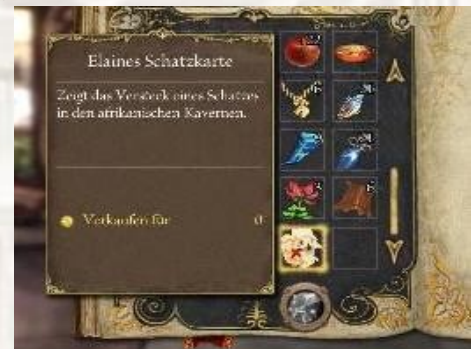 Elaines Schatzkarte
Zeigt das Versteck eines Schatzes
in den afrikanischen Kavernen.
Verkaufen für 0